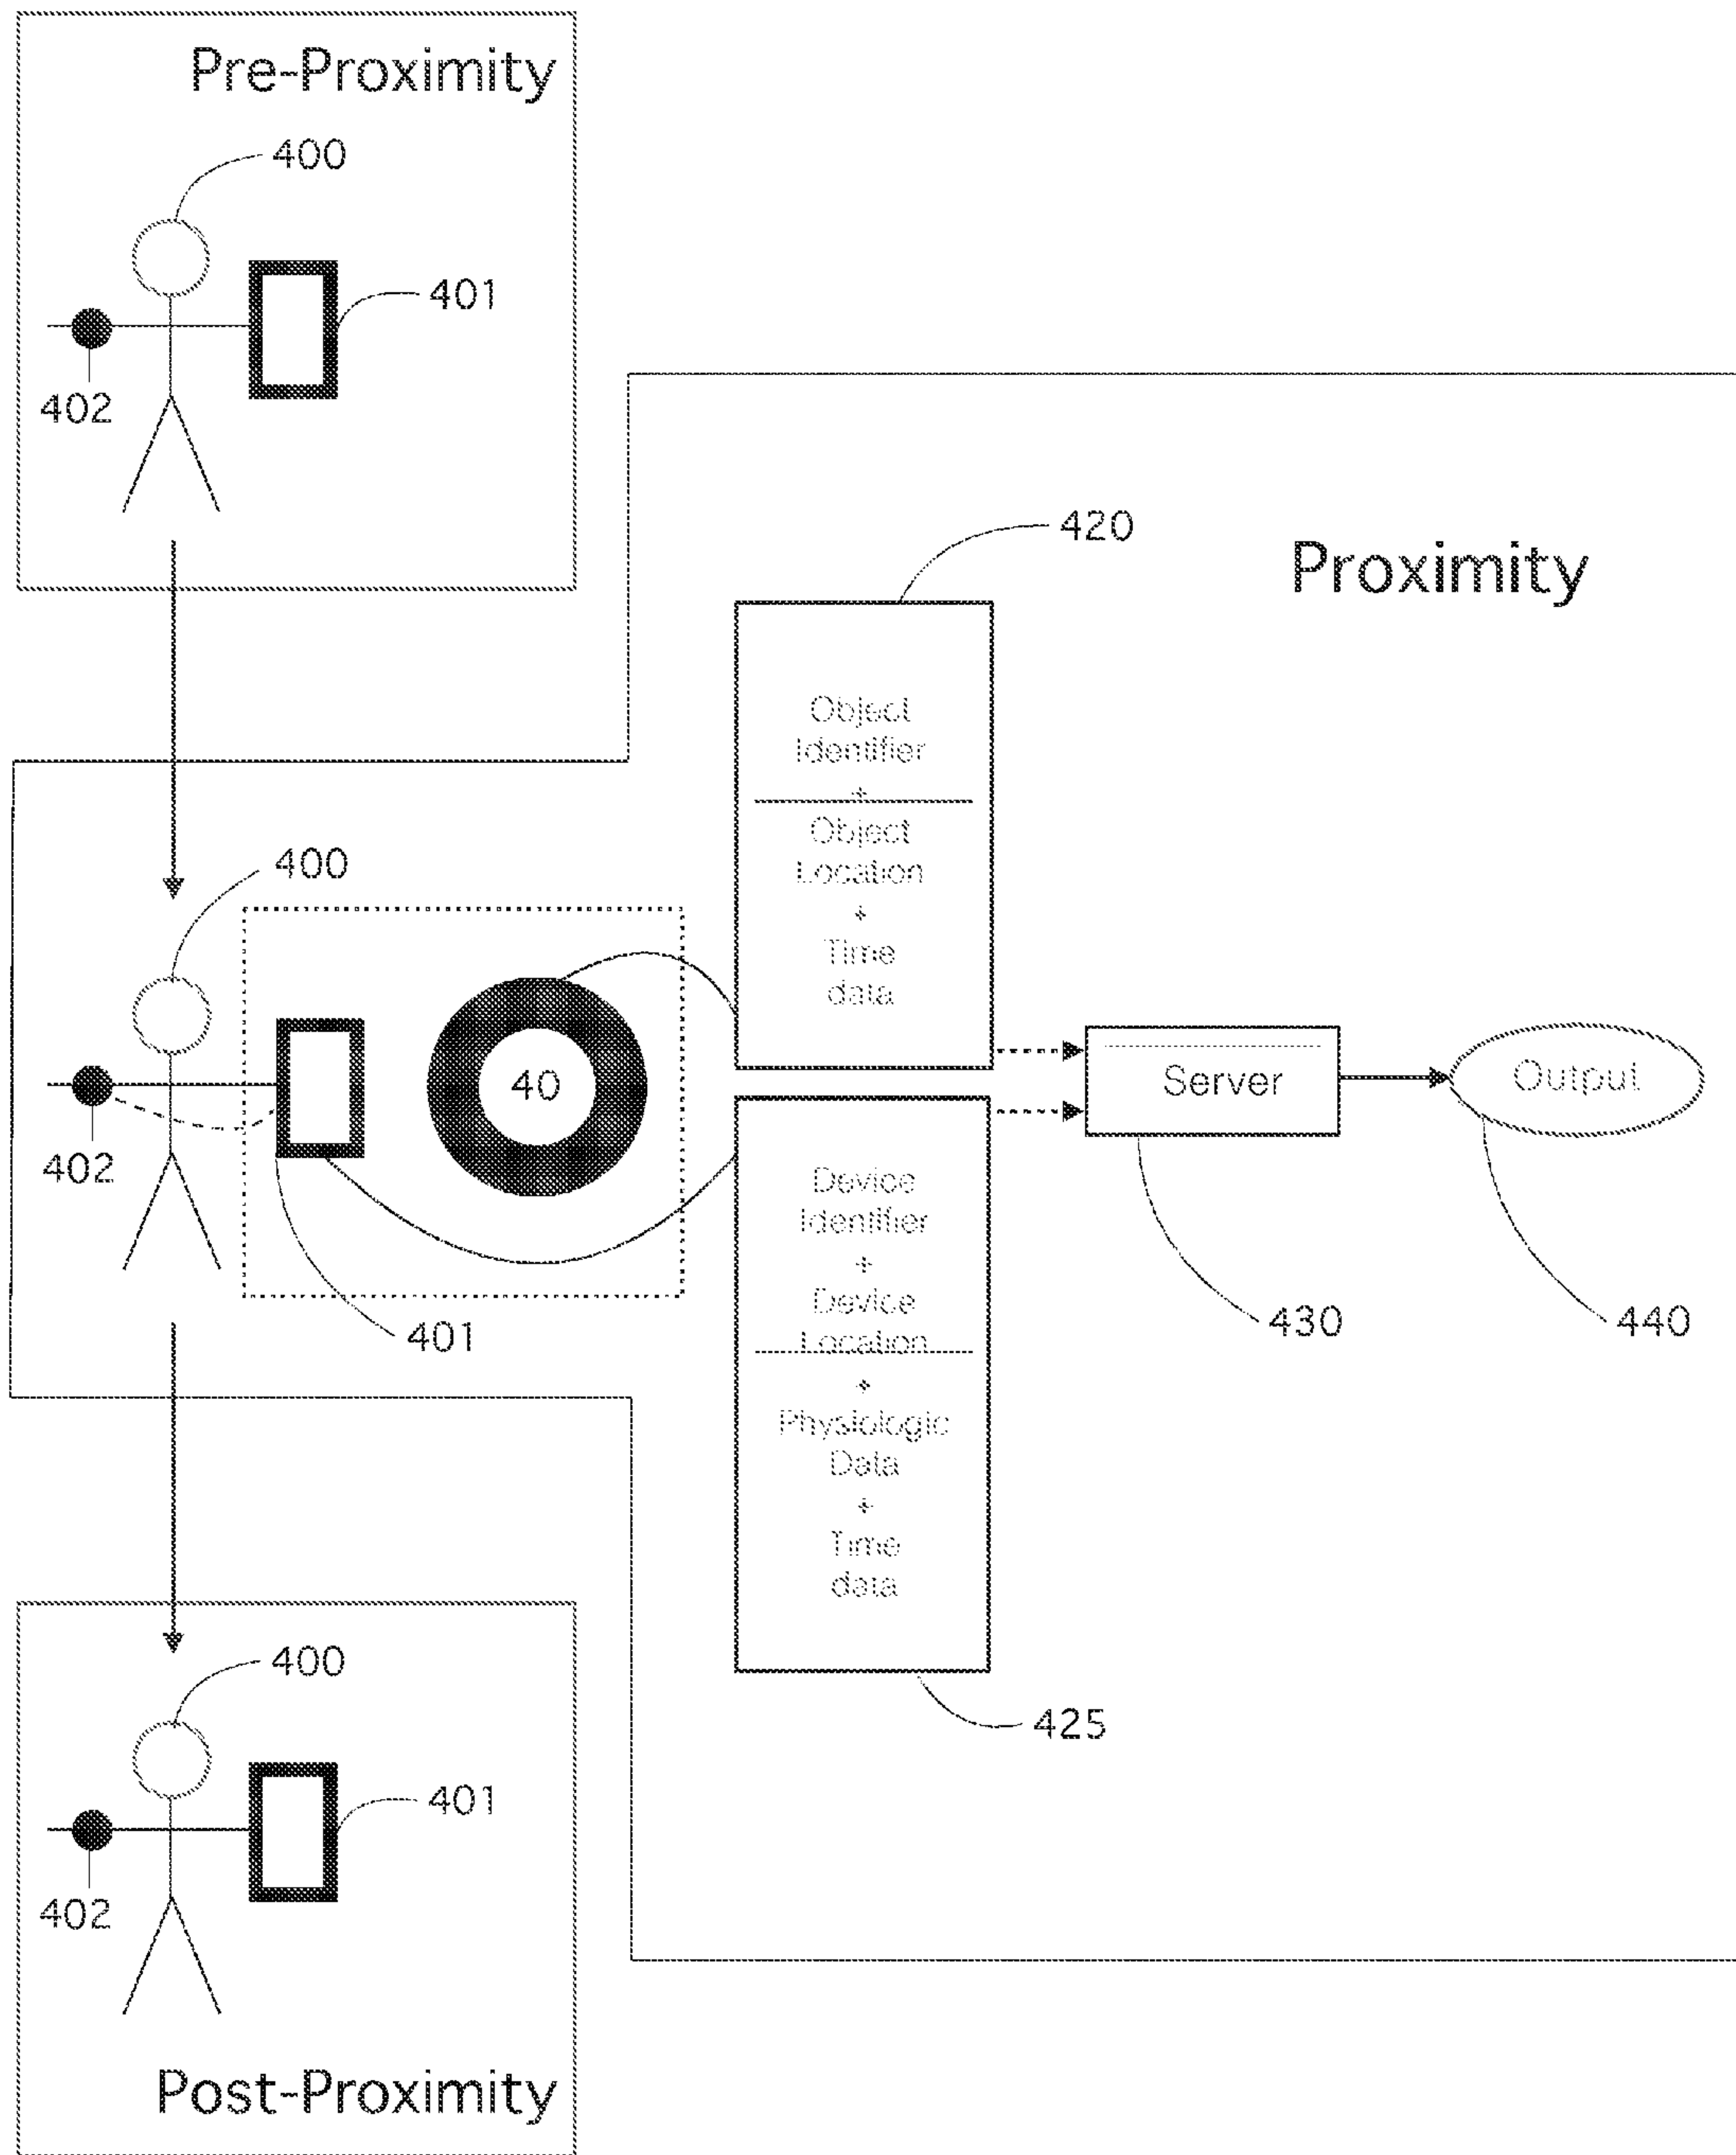 Pre-Proximity
400
401
402
420
Proximity
Object
Identifier
+
Object
Location
+
Time
data
400
40
402
401
Server
Output
Device
Identifier
+
Device
Location
+
Physiologic
Data
+
Time
data
430
440
425
400
401
402
Post-Proximity